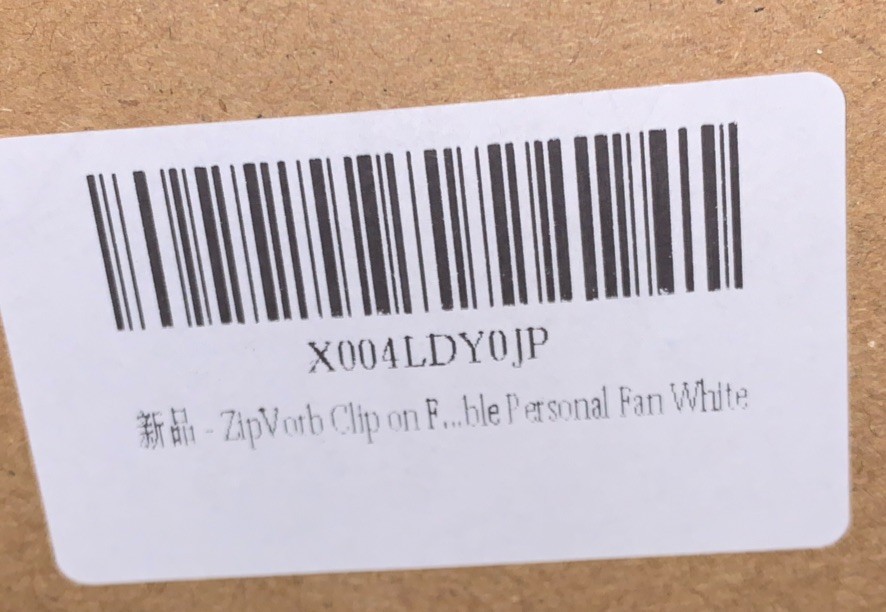 X004LDY0JP
新品 - ZipVorb Clip on F...ble Personal Fan White